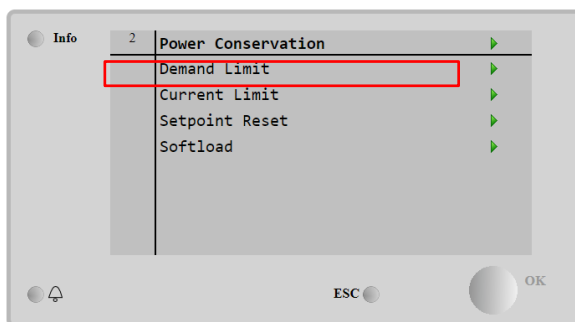 Info
2 Power Conservation
Demand Limit
Current Limit
Setpoint Reset
Softload
ESC
OK